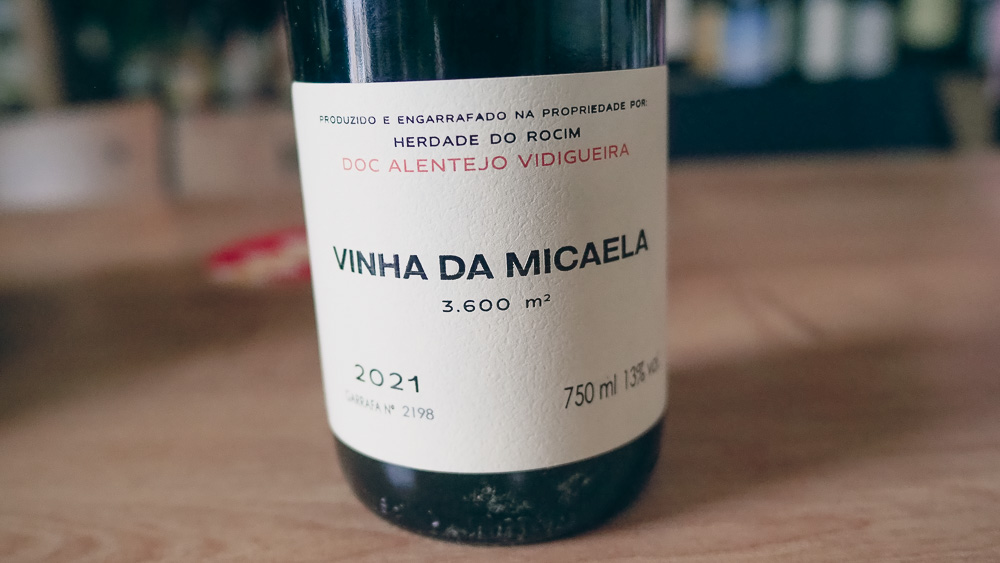 PRODUZIDO E ENGARRAFADO NA PROPRIEDADE POR:
HERDADE DO ROCIM
DOC ALENTEJO VIDIGUEIRA
VINHA DA MICAELA
3.600 m²
2021
GARRAFA Nº 2198
750 ml 13% vol